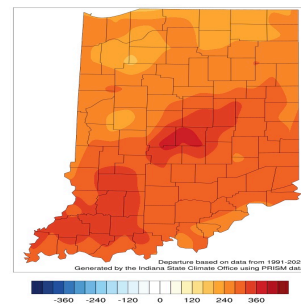 Departure based on data from 1991-202
Generated by the Indiana State Climate Office using PRISM dat
-360 -240 -120 0 120 240 360